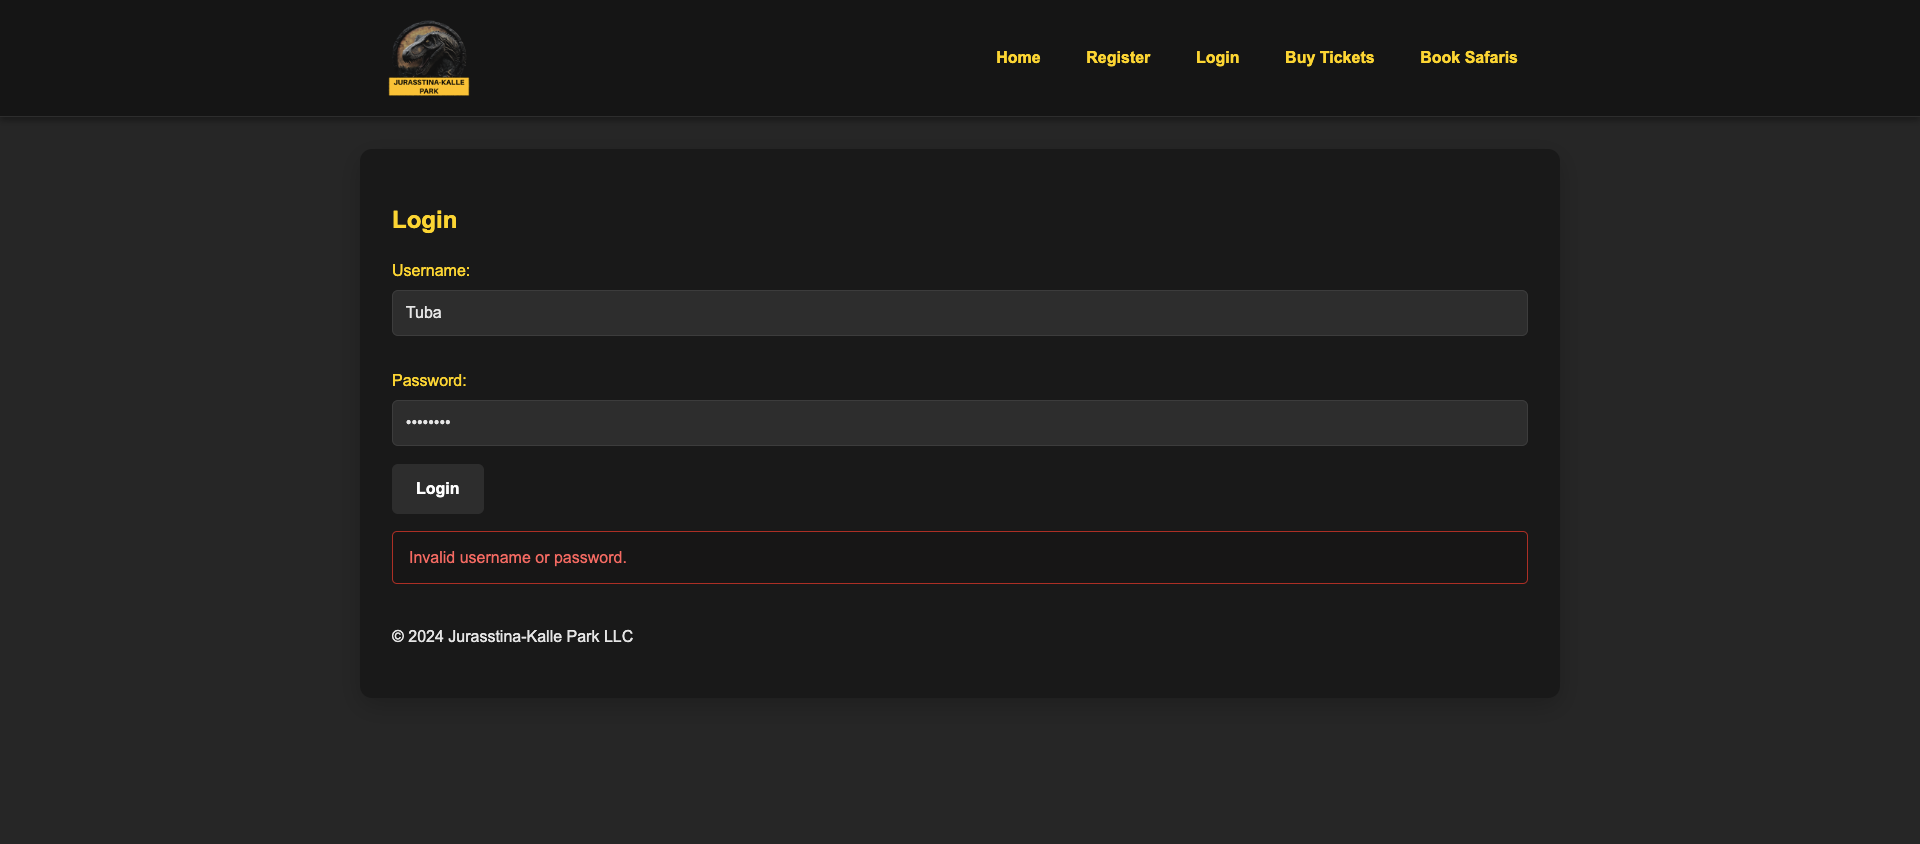 JURASSTINA-KALLE
PARK
Home Register Login Buy Tickets Book Safaris
Login
Username:
Tuba
Password:
••••••••
Login
Invalid username or password.
© 2024 Jurasstina-Kalle Park LLC